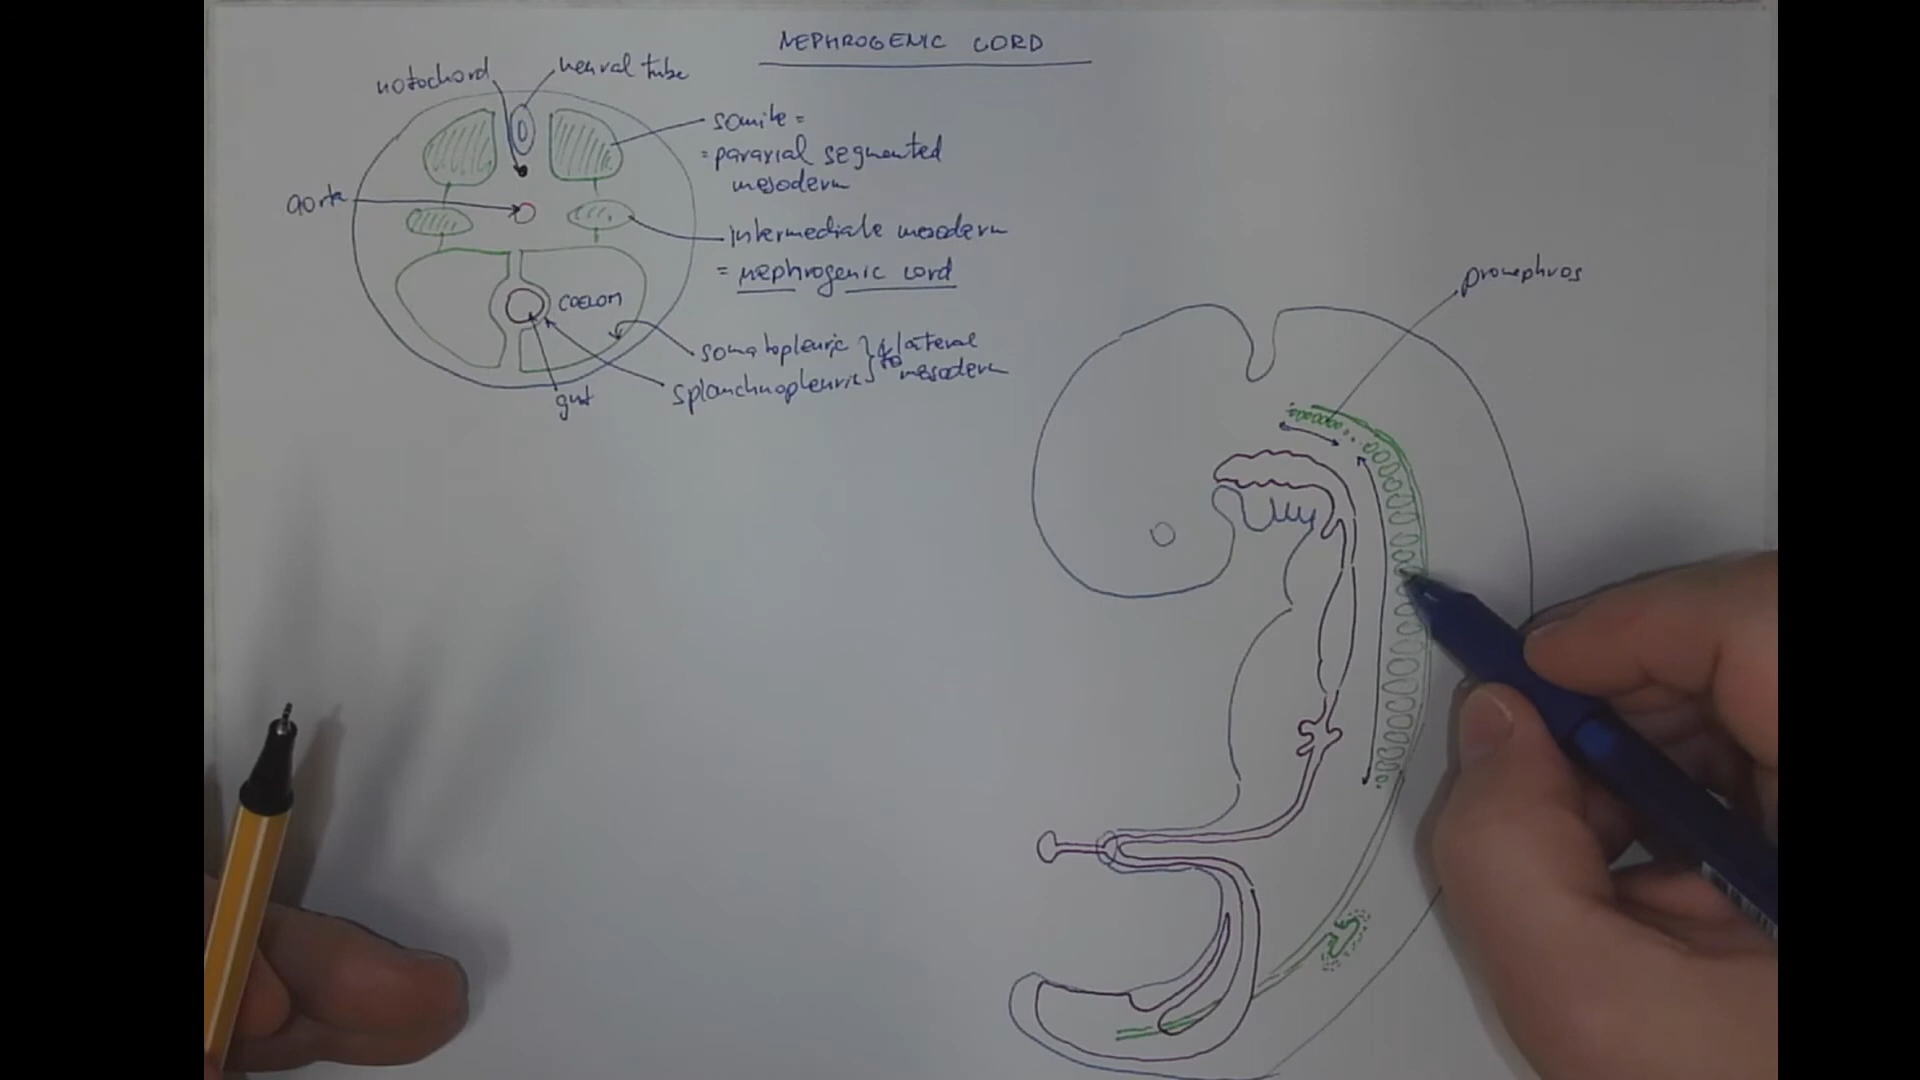 NEPHROGENIC CORD
notochord
neural tube
somite =
= paraxial segmented
mesoderm
aorta
intermediate mesoderm
= nephrogenic cord
COELOM
somatopleuric } lateral
splanchnopleuric mesoderm
gut
pronephros